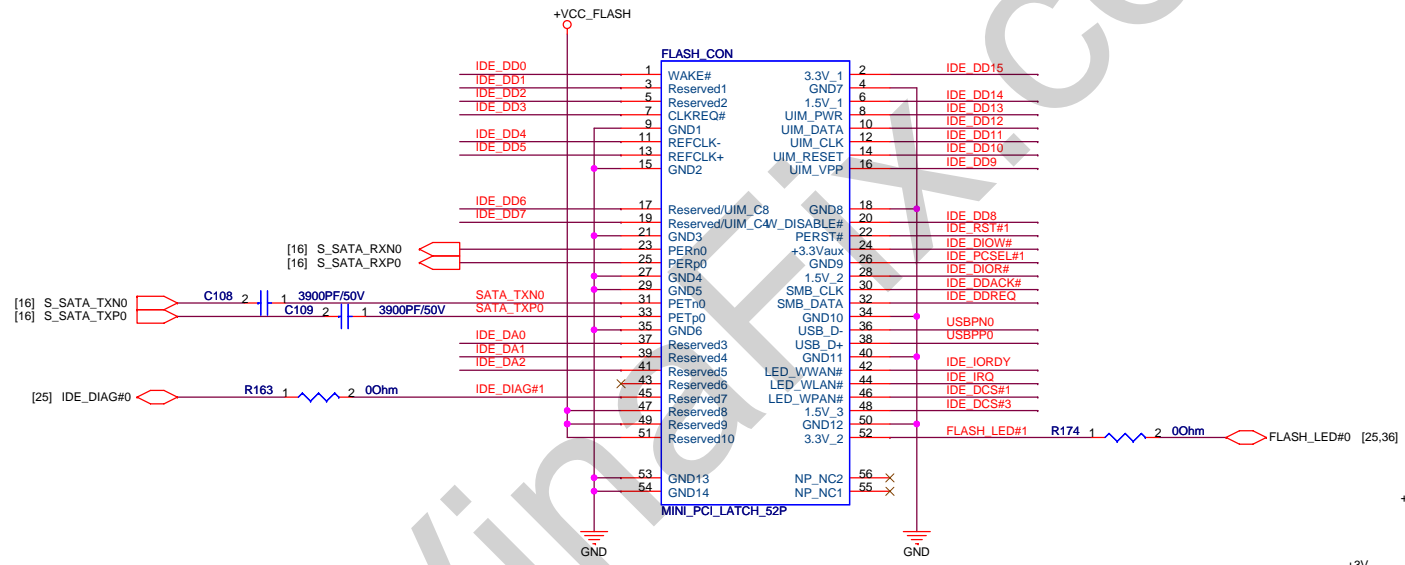 +VCC_FLASH
FLASH_CON
IDE_DD0 1 WAKE# 3.3V_1 2 IDE_DD15
IDE_DD1 3 Reserved1 GND7 4
IDE_DD2 5 Reserved2 1.5V_1 6 IDE_DD14
IDE_DD3 7 CLKREQ# UIM_PWR 8 IDE_DD13
9 GND1 UIM_DATA 10 IDE_DD12
IDE_DD4 11 REFCLK- UIM_CLK 12 IDE_DD11
IDE_DD5 13 REFCLK+ UIM_RESET 14 IDE_DD10
15 GND2 UIM_VPP 16 IDE_DD9
IDE_DD6 17 Reserved/UIM_C8 GND8 18
IDE_DD7 19 Reserved/UIM_C4 W_DISABLE# 20 IDE_DD8
21 GND3 PERST# 22 IDE_RST#1
[16] S_SATA_RXN0 23 PERn0 +3.3Vaux 24 IDE_DIOW#
[16] S_SATA_RXP0 25 PERp0 GND9 26 IDE_PCSEL#1
27 GND4 1.5V_2 28 IDE_DIOR#
29 GND5 SMB_CLK 30 IDE_DDACK#
[16] S_SATA_TXN0 C108 2 1 3900PF/50V SATA_TXN0 31 PETn0 SMB_DATA 32 IDE_DDREQ
[16] S_SATA_TXP0 C109 2 1 3900PF/50V SATA_TXP0 33 PETp0 GND10 34
35 GND6 USB_D- 36 USBPN0
IDE_DA0 37 Reserved3 USB_D+ 38 USBPP0
IDE_DA1 39 Reserved4 GND11 40
IDE_DA2 41 Reserved5 LED_WWAN# 42 IDE_IORDY
43 Reserved6 LED_WLAN# 44 IDE_IRQ
[25] IDE_DIAG#0 R163 1 2 0Ohm IDE_DIAG#1 45 Reserved7 LED_WPAN# 46 IDE_DCS#1
47 Reserved8 1.5V_3 48 IDE_DCS#3
49 Reserved9 GND12 50
51 Reserved10 3.3V_2 52 FLASH_LED#1 R174 1 2 0Ohm FLASH_LED#0 [25,36]
53 GND13 NP_NC2 56
54 GND14 NP_NC1 55
MINI_PCI_LATCH_52P
GND GND